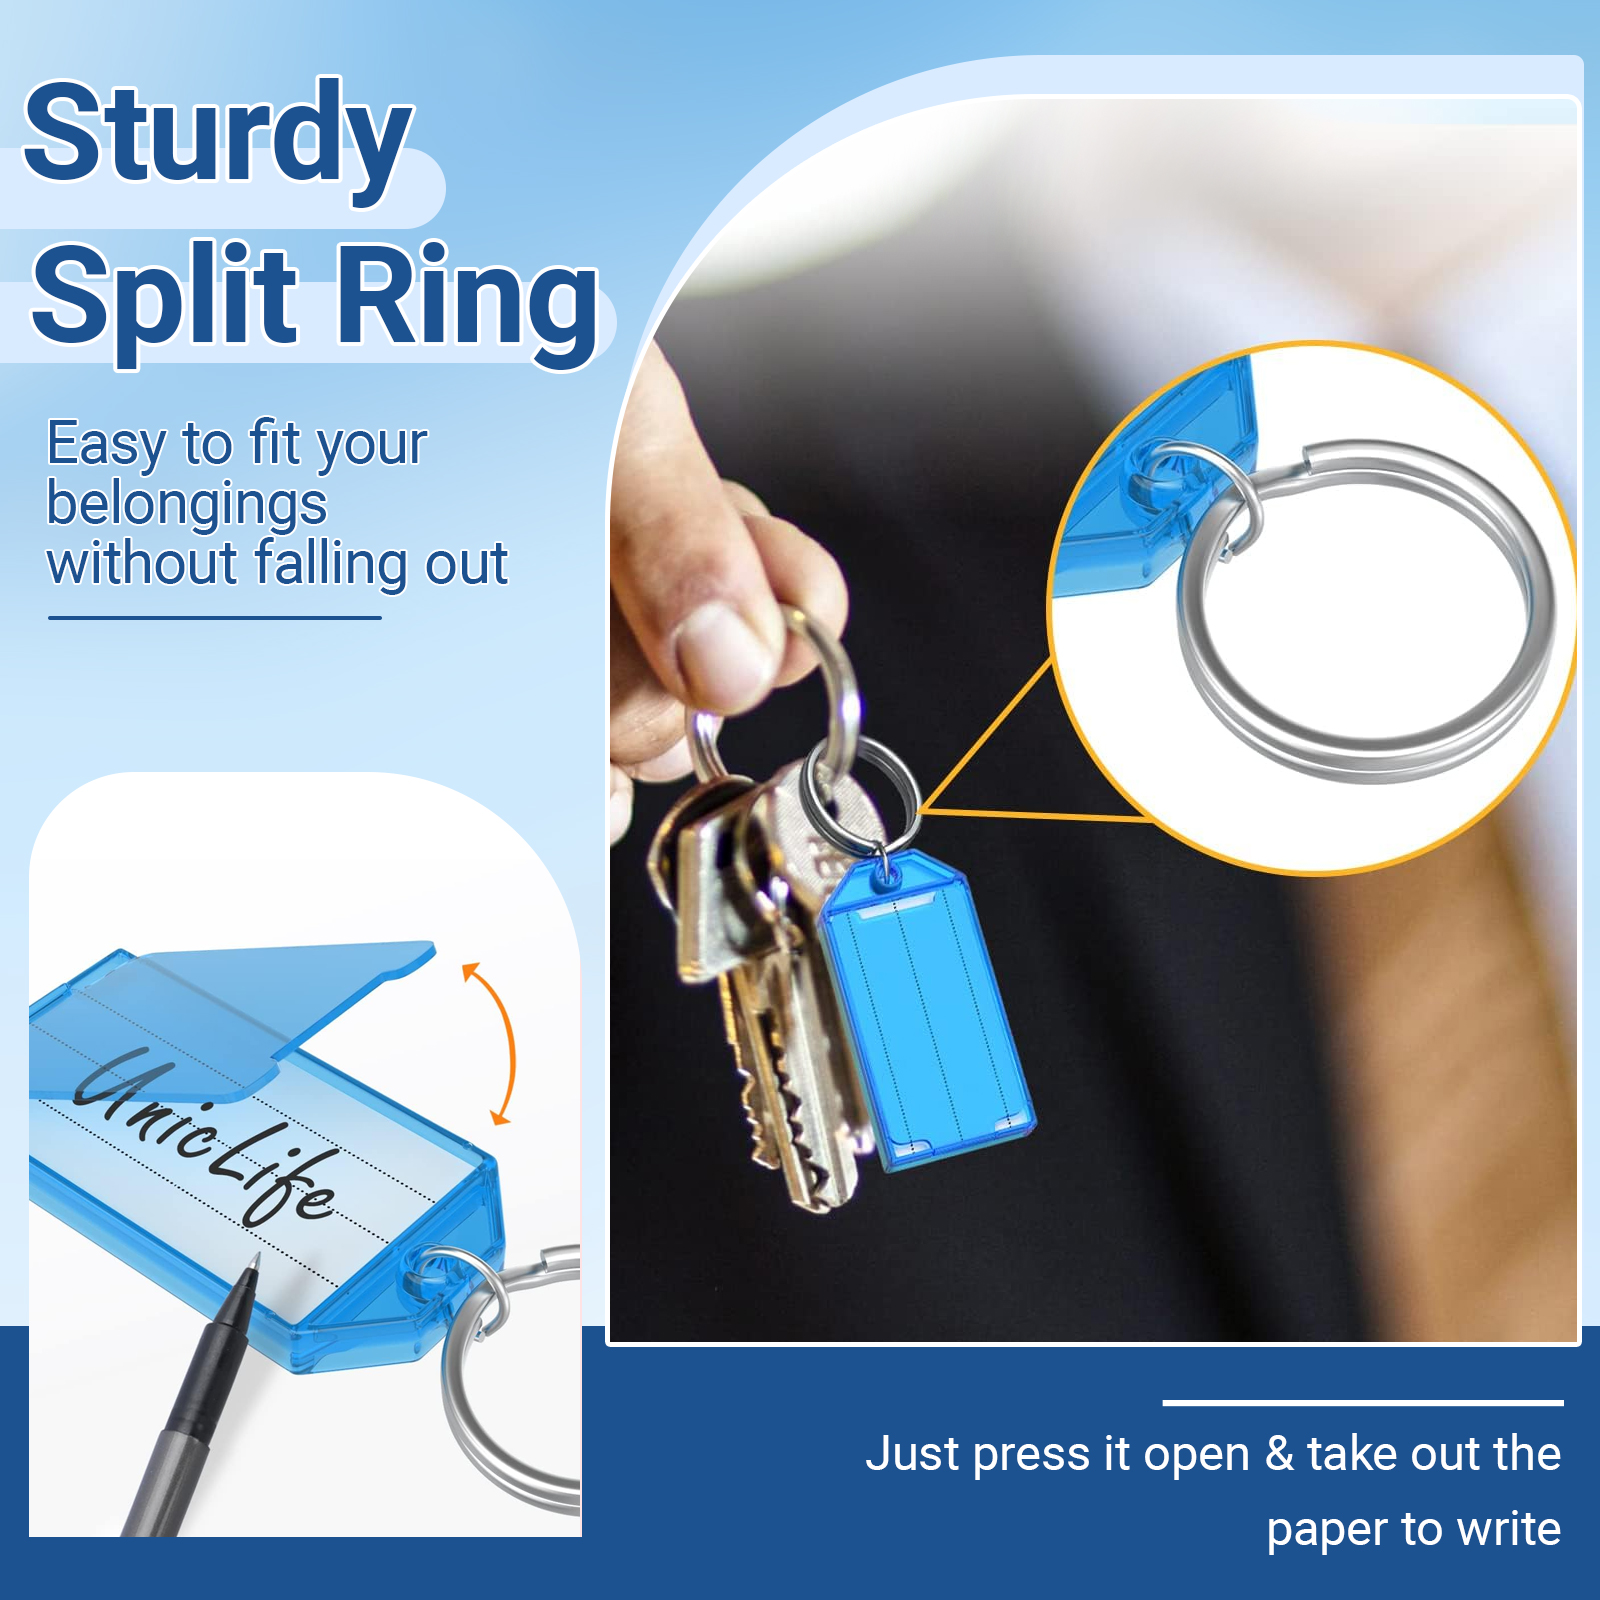 Sturdy
Split Ring
Easy to fit your
belongings
without falling out
UnicLife
Just press it open & take out the
paper to write